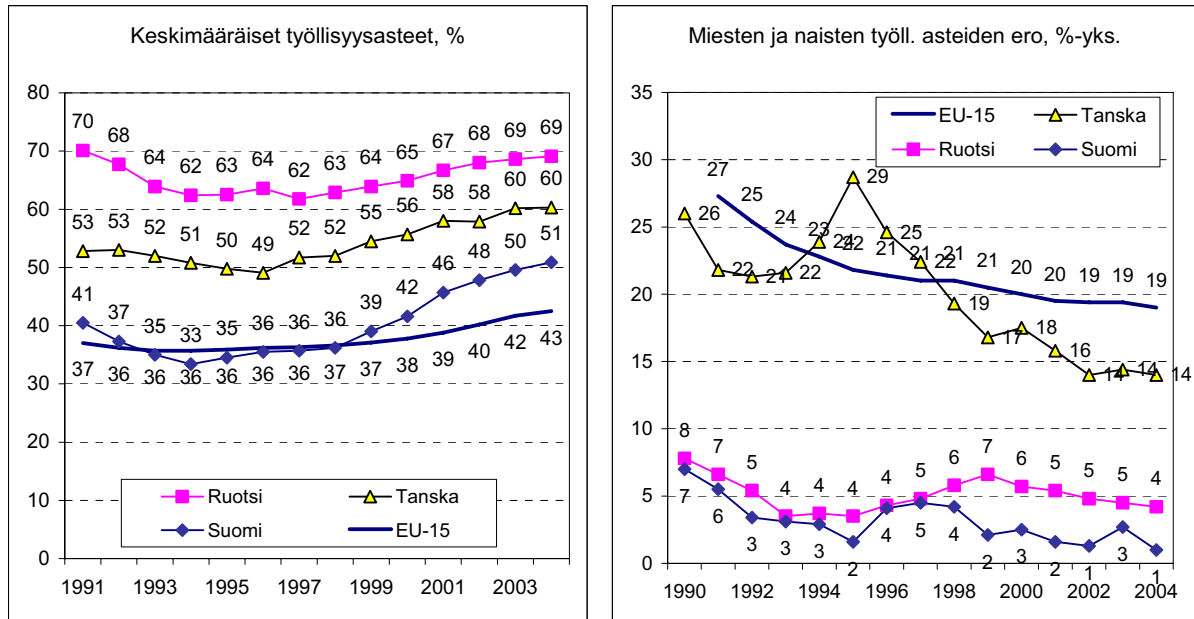 Keskimääräiset työllisyysasteet, %
80
70
60
50
40
30
20
10
0
70 68 64 62 63 64 62 63 64 65 67 68 69 69
53 53 52 51 50 49 52 52 55 56 58 58 60 60
41 37 35 33 35 36 36 36 39 42 46 48 50 51
37 36 36 36 36 36 36 37 37 38 39 40 42 43
Ruotsi Tanska
Suomi EU-15
1991 1993 1995 1997 1999 2001 2003
Miesten ja naisten työll. asteiden ero, %-yks.
35
30
25
20
15
10
5
0
EU-15 Tanska
Ruotsi Suomi
27 25 24 23 22 21 21 21 21 20 20 19 19 19
26 22 21 22 24 29 25 22 19 17 18 16 14 14 14
8 7 5 4 4 4 4 5 6 7 6 5 5 5 4
7 6 3 3 3 2 4 5 4 2 3 2 1 3 1
1990 1992 1994 1996 1998 2000 2002 2004